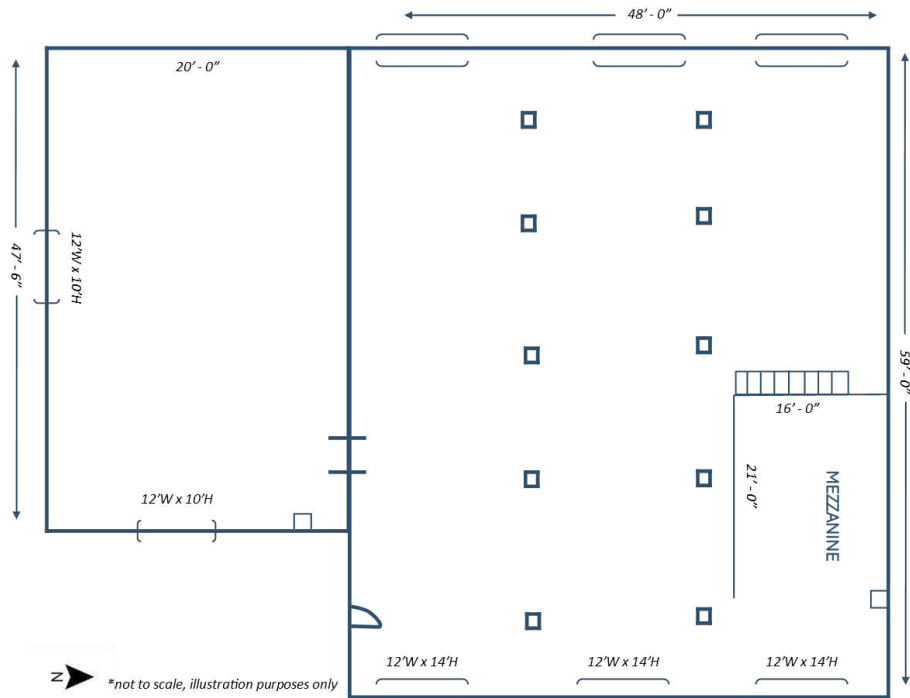 48' - 0"
20' - 0"
12'W x 10'H
47' - 6"
59' - 0"
16' - 0"
21' - 0"
MEZZANINE
12'W x 10'H
12'W x 14'H
12'W x 14'H
12'W x 14'H
N
*not to scale, illustration purposes only